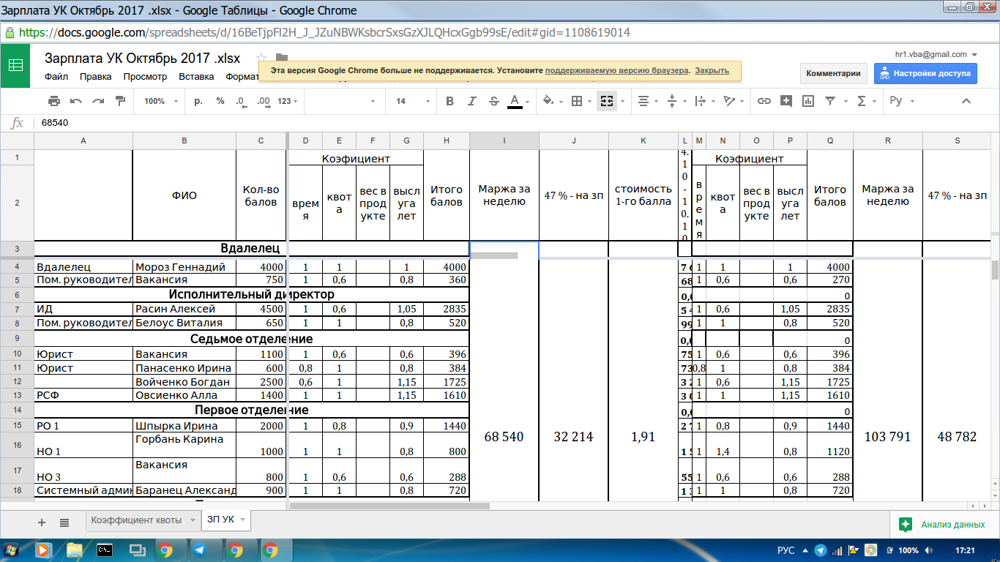 Зарплата УК Октябрь 2017 .xlsx - Google Таблицы - Google Chrome
https://docs.google.com/spreadsheets/d/16BeTjpFl2H_J_JZuNBWKsbcrSxsGzXJLQHcxGgb99sE/edit#gid=1108619014
Зарплата УК Октябрь 2017 .xlsx
hr1.vba@gmail.com
Файл Правка Просмотр Вставка Формат
Эта версия Google Chrome больше не поддерживается. Установите поддерживаемую версию браузера. Закрыть
Комментарии Настройки доступа
100% р. % .0 .00 123 14 B I S A Σ Ру
fx 68540
A B C D E F G H I J K L M N O P Q R S
1 Коэфициент 4.10-10.10 Коэфициент
2 ФИО Кол-во балов время квота вес в продукте выслуга лет Итого балов Маржа за неделю 47 % - на зп стоимость 1-го балла время квота вес в продукте выслуга лет Итого балов Маржа за неделю 47 % - на зп
3 Вдалелец
4 Вдалелец Мороз Геннадий 4000 1 1 1 4000 7 1 1 1 4000
5 Пом. руководител Вакансия 750 1 0,6 0,8 360 68 1 0,6 0,6 270
6 Исполнительный директор 0,0 0
7 ИД Расин Алексей 4500 1 0,6 1,05 2835 5 1 0,6 1,05 2835
8 Пом. руководител Белоус Виталия 650 1 1 0,8 520 99 1 1 0,8 520
9 Седьмое отделение 0,0 0
10 Юрист Вакансия 1100 1 0,6 0,6 396 75 1 0,6 0,6 396
11 Юрист Панасенко Ирина 600 0,8 1 0,8 384 73 0,8 1 0,8 384
12 Войченко Богдан 2500 0,6 1 1,15 1725 3 1 0,6 1,15 1725
13 РСФ Овсиенко Алла 1400 1 1 1,15 1610 3 1 1 1,15 1610
14 Первое отделение 0,0 0
15 РО 1 Шпырка Ирина 2000 1 0,8 0,9 1440 2 1 0,8 0,9 1440
68 540 32 214 1,91 103 791 48 782
16 НО 1 Горбань Карина 1000 1 1 0,8 800 1 1 1,4 0,8 1120
17 НО 3 Вакансия 800 1 0,6 0,6 288 55 1 0,6 0,6 288
18 Системный админ Баранец Александ 900 1 1 0,8 720 1 1 1 0,8 720
Коэффициент квоты ЗП УК
Анализ данных
РУС 100% 17:21